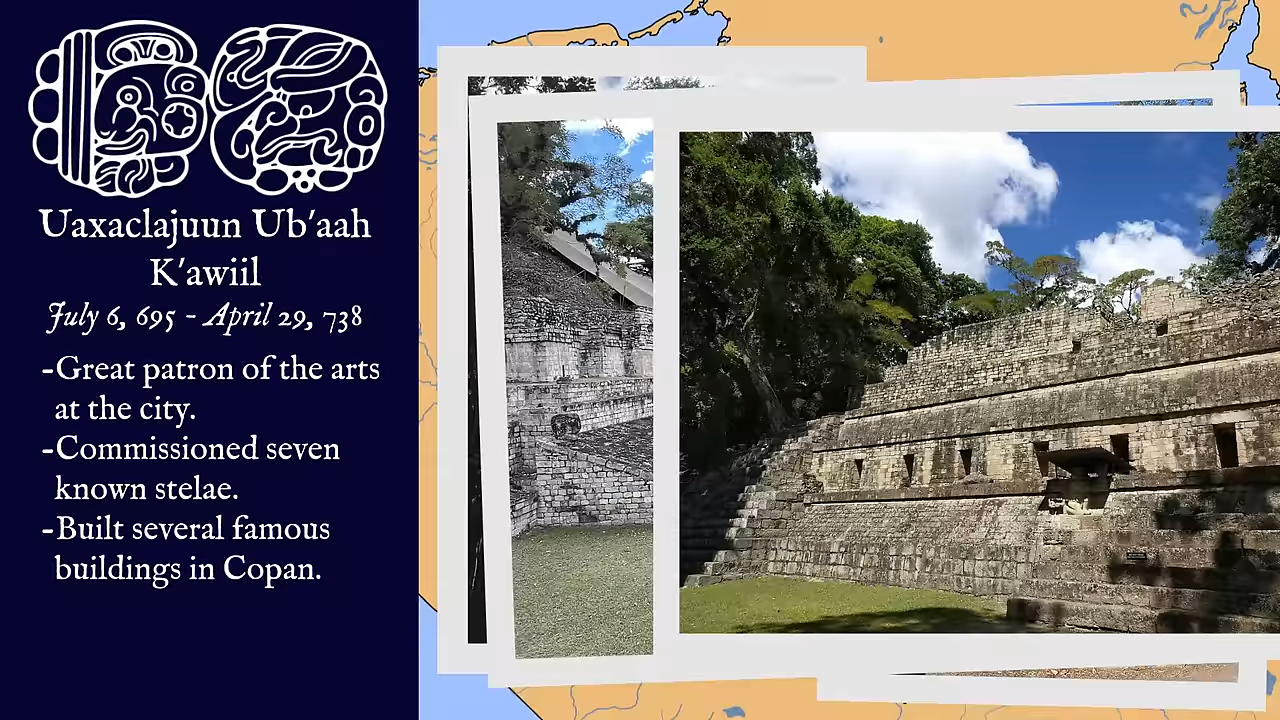 Uaxaclajuun Ub'aah
K'awiil
July 6, 695 - April 29, 738
-Great patron of the arts
at the city.
-Commissioned seven
known stelae.
-Built several famous
buildings in Copan.